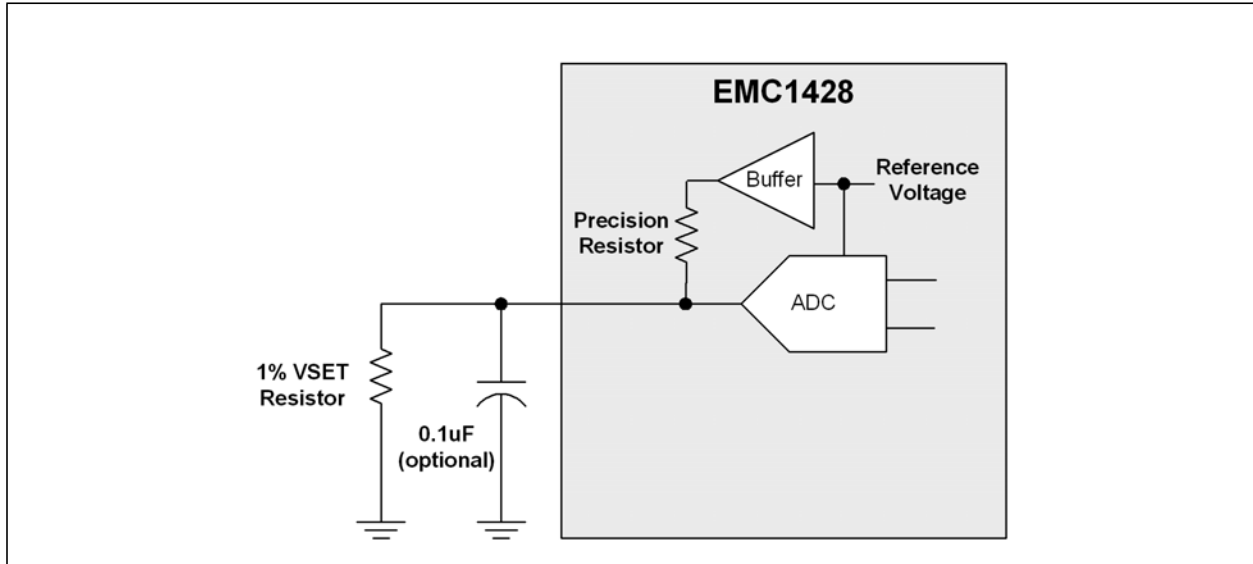 EMC1428
Buffer
Reference
Voltage
Precision
Resistor
ADC
1% VSET
Resistor
0.1uF
(optional)